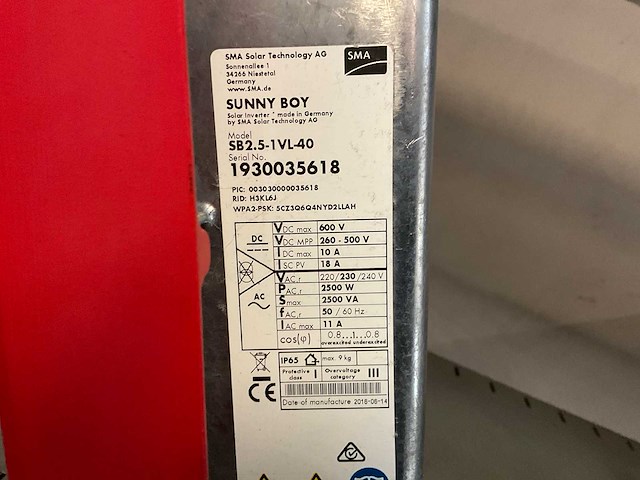 SMA Solar Technology AG
Sonnenallee 1
34266 Niestetal
Germany
www.SMA.de
SMA
SUNNY BOY
Solar Inverter * made in Germany
by SMA Solar Technology AG
Model
SB2.5-1VL-40
Serial No.
1930035618
PIC: 003030000035618
RID: H3KL6J
WPA2-PSK: 5CZ3Q6Q4NYD2LLAH
DC
VDC max 600 V
VDC MPP 260 - 500 V
IDC max 10 A
ISC PV 18 A
AC
VAC,r 220/230/240 V
PAC,r 2500 W
Smax 2500 VA
fAC,r 50 / 60 Hz
IAC max 11 A
cos(φ) 0.8...1...0.8
overexcited underexcited
IP65 max. 9 kg
Protective class I Overvoltage category III
CE
Date of manufacture 2018-06-14